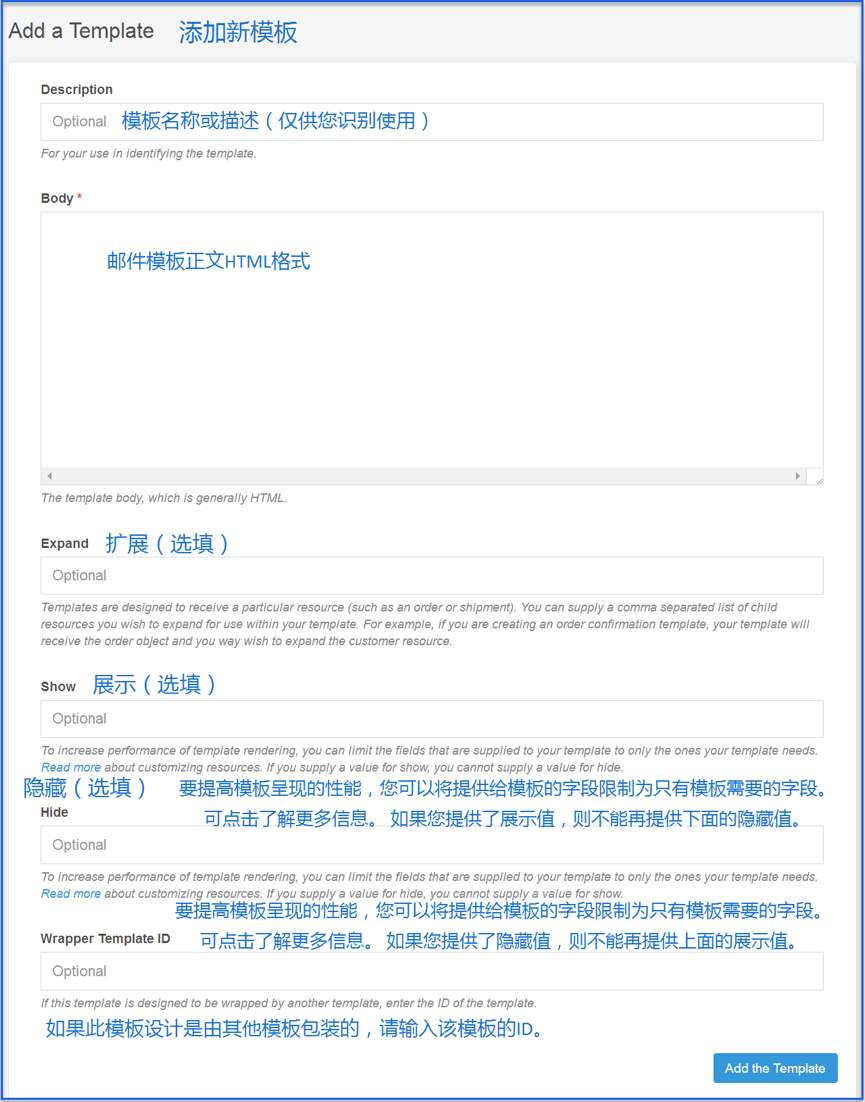 Add a Template 添加新模板
Description
Optional 模板名称或描述（仅供您识别使用）
For your use in identifying the template.
Body *
邮件模板正文HTML格式
The template body, which is generally HTML.
Expand 扩展（选填）
Optional
Templates are designed to receive a particular resource (such as an order or shipment). You can supply a comma separated list of child
resources you wish to expand for use within your template. For example, if you are creating an order confirmation template, your template will
receive the order object and you way wish to expand the customer resource.
Show 展示（选填）
Optional
To increase performance of template rendering, you can limit the fields that are supplied to your template to only the ones your template needs.
Read more about customizing resources. If you supply a value for show, you cannot supply a value for hide.
隐藏（选填） 要提高模板呈现的性能，您可以将提供给模板的字段限制为只有模板需要的字段。
Hide 可点击了解更多信息。 如果您提供了展示值，则不能再提供下面的隐藏值。
Optional
To increase performance of template rendering, you can limit the fields that are supplied to your template to only the ones your template needs.
Read more about customizing resources. If you supply a value for hide, you cannot supply a value for show.
要提高模板呈现的性能，您可以将提供给模板的字段限制为只有模板需要的字段。
Wrapper Template ID 可点击了解更多信息。 如果您提供了隐藏值，则不能再提供上面的展示值。
Optional
If this template is designed to be wrapped by another template, enter the ID of the template.
如果此模板设计是由其他模板包装的，请输入该模板的ID。
Add the Template